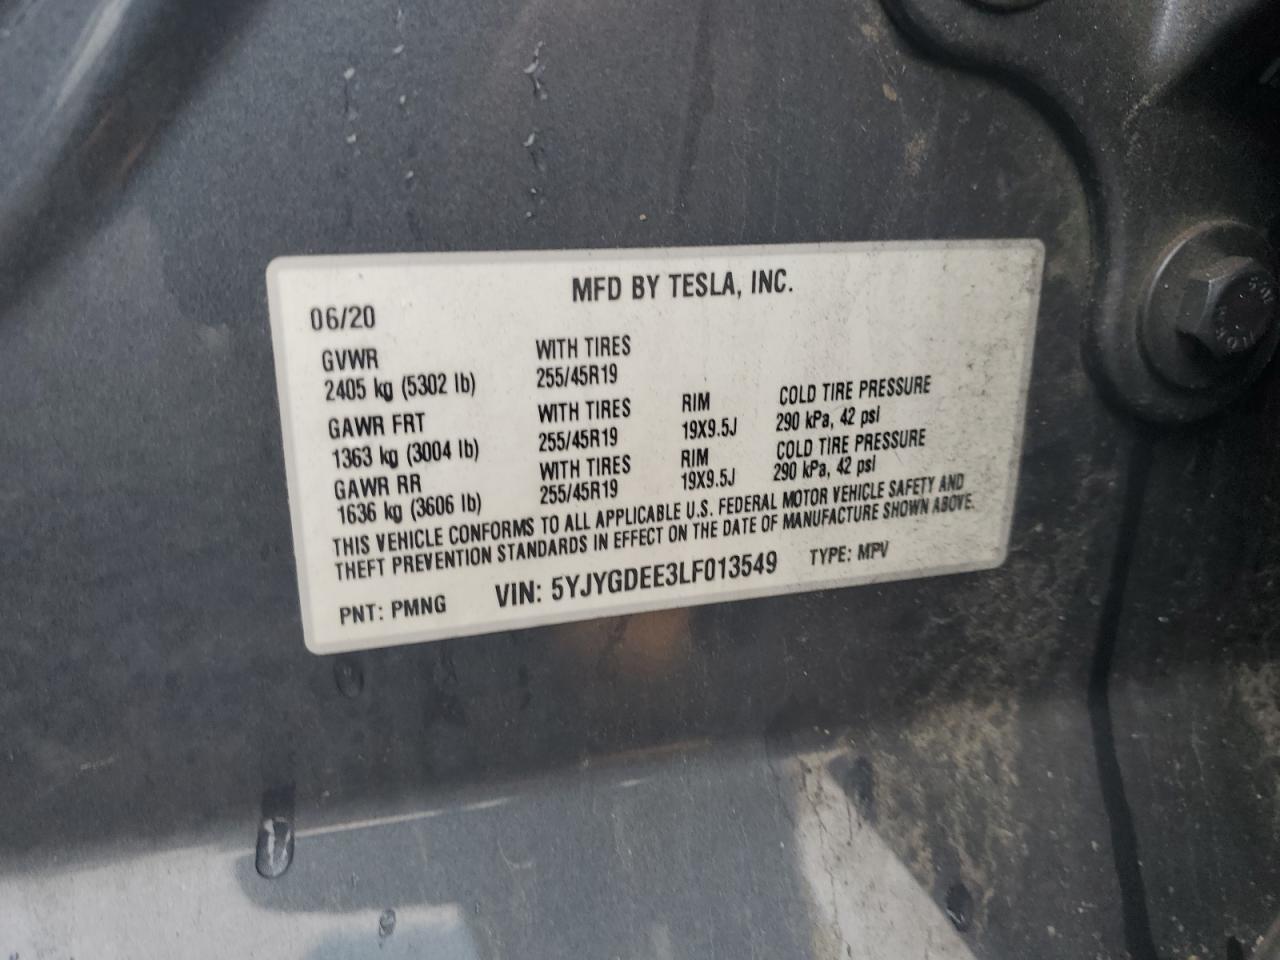 MFD BY TESLA, INC.
06/20
GVWR WITH TIRES
2405 kg (5302 lb) 255/45R19
GAWR FRT WITH TIRES RIM COLD TIRE PRESSURE
1363 kg (3004 lb) 255/45R19 19X9.5J 290 kPa, 42 psi
GAWR RR WITH TIRES RIM COLD TIRE PRESSURE
1636 kg (3606 lb) 255/45R19 19X9.5J 290 kPa, 42 psi
THIS VEHICLE CONFORMS TO ALL APPLICABLE U.S. FEDERAL MOTOR VEHICLE SAFETY AND
THEFT PREVENTION STANDARDS IN EFFECT ON THE DATE OF MANUFACTURE SHOWN ABOVE.
PNT: PMNG VIN: 5YJYGDEE3LF013549 TYPE: MPV